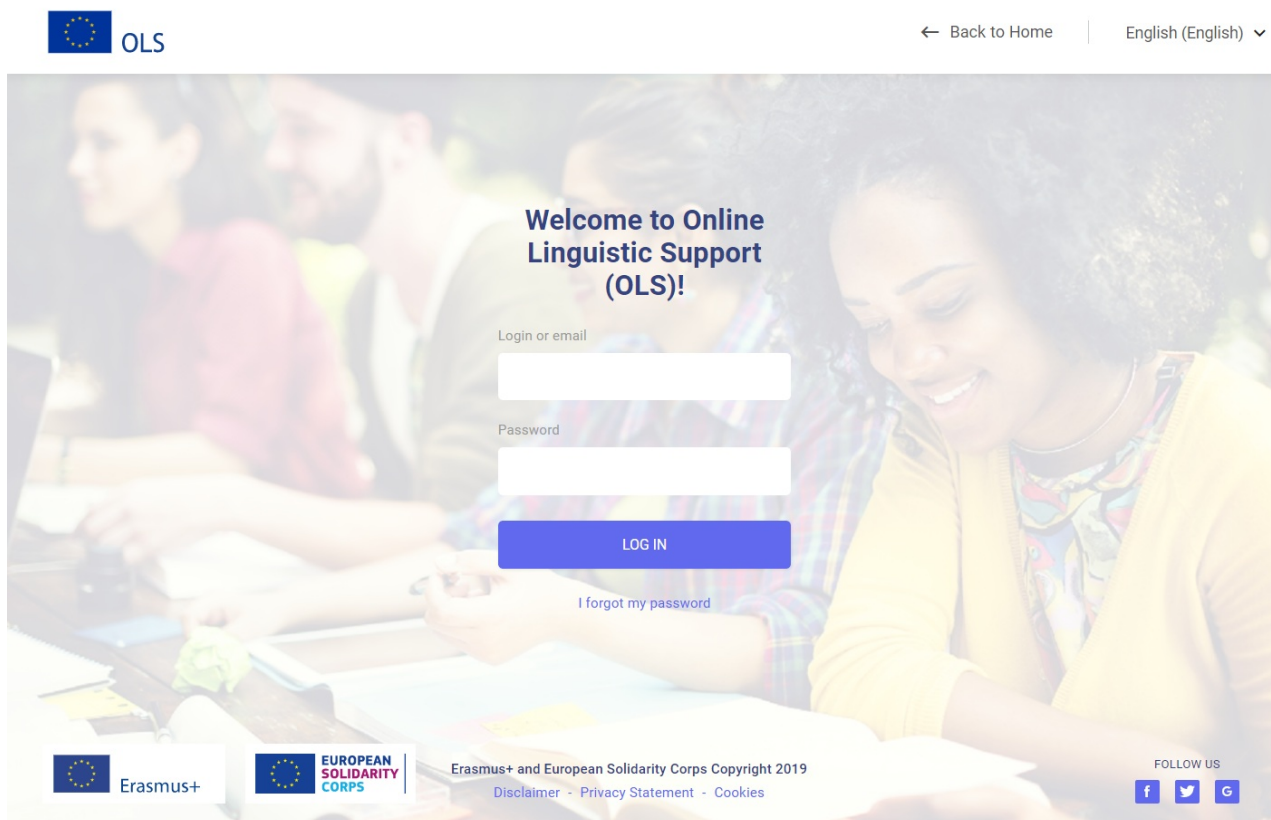 OLS
Back to Home
English (English)
Welcome to Online
Linguistic Support
(OLS)!
Login or email
Password
LOG IN
I forgot my password
Erasmus+
EUROPEAN
SOLIDARITY
CORPS
Erasmus+ and European Solidarity Corps Copyright 2019
Disclaimer - Privacy Statement - Cookies
FOLLOW US
f
G